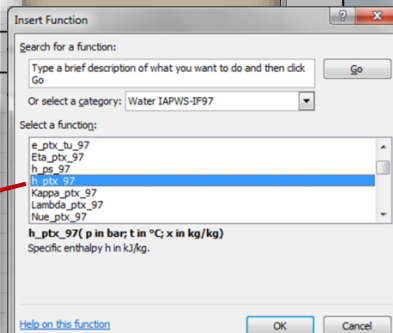 Insert Function
Search for a function:
Type a brief description of what you want to do and then click
Go
Go
Or select a category: Water IAPWS-IF97
Select a function:
e_ptx_tu_97
Eta_ptx_97
h_ps_97
h_ptx_97
Kappa_ptx_97
Lambda_ptx_97
Nue_ptx_97
h_ptx_97( p in bar; t in °C; x in kg/kg)
Specific enthalpy h in kJ/kg.
Help on this function
OK
Cancel